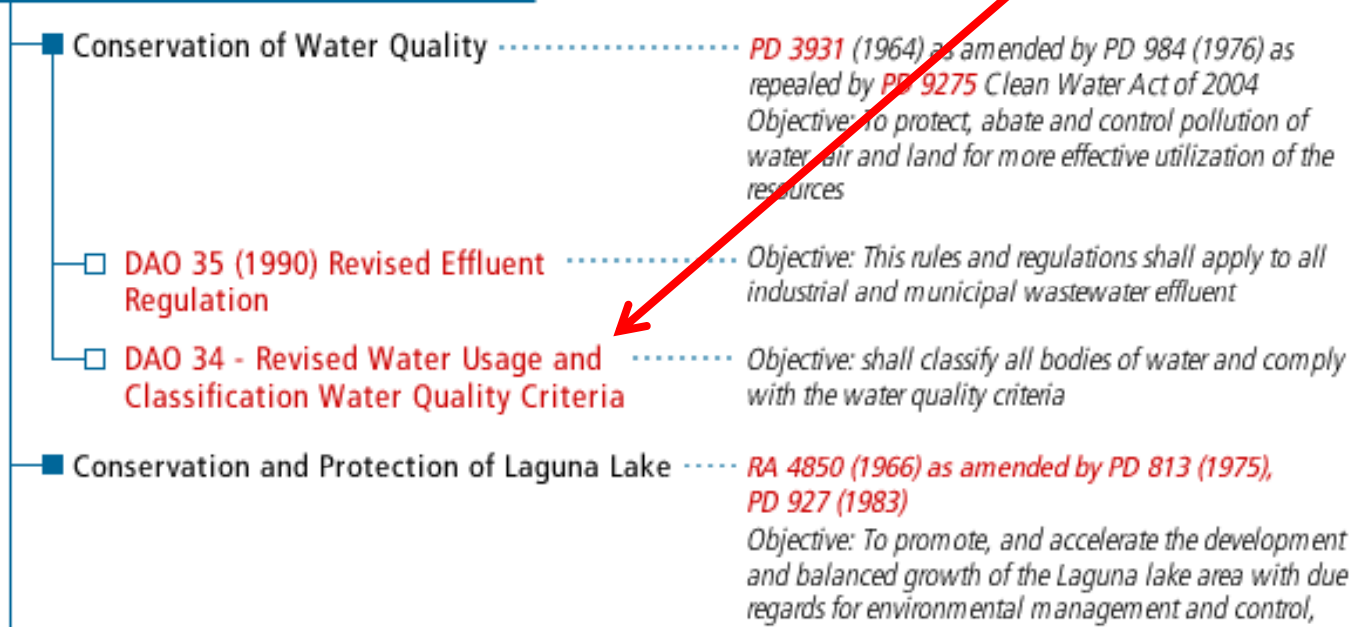 Conservation of Water Quality
PD 3931 (1964) as amended by PD 984 (1976) as
repealed by PD 9275 Clean Water Act of 2004
Objective: To protect, abate and control pollution of
water, air and land for more effective utilization of the
resources
DAO 35 (1990) Revised Effluent
Regulation
Objective: This rules and regulations shall apply to all
industrial and municipal wastewater effluent
DAO 34 - Revised Water Usage and
Classification Water Quality Criteria
Objective: shall classify all bodies of water and comply
with the water quality criteria
Conservation and Protection of Laguna Lake
RA 4850 (1966) as amended by PD 813 (1975),
PD 927 (1983)
Objective: To promote, and accelerate the development
and balanced growth of the Laguna lake area with due
regards for environmental management and control,